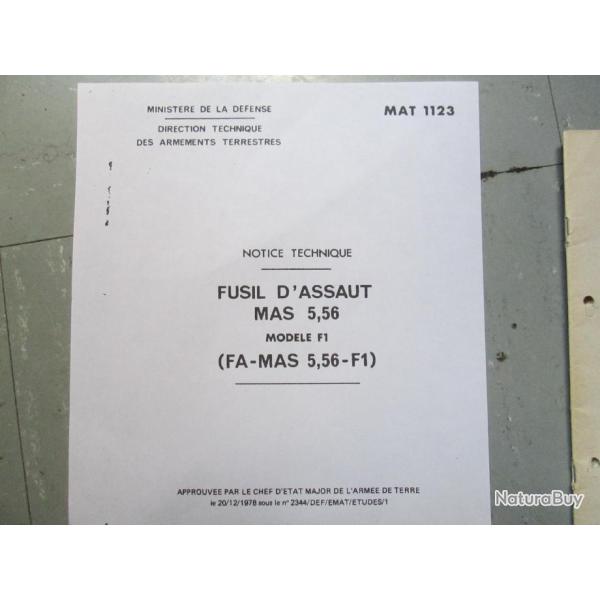 MINISTERE DE LA DEFENSE
MAT 1123
DIRECTION TECHNIQUE
DES ARMEMENTS TERRESTRES
NOTICE TECHNIQUE
FUSIL D'ASSAUT
MAS 5,56
MODELE F1
(FA-MAS 5,56-F1)
APPROUVEE PAR LE CHEF D'ETAT MAJOR DE L'ARMEE DE TERRE
le 20/12/1978 sous le n° 2344/DEF/EMAT/ETUDES/1
NaturaBuy